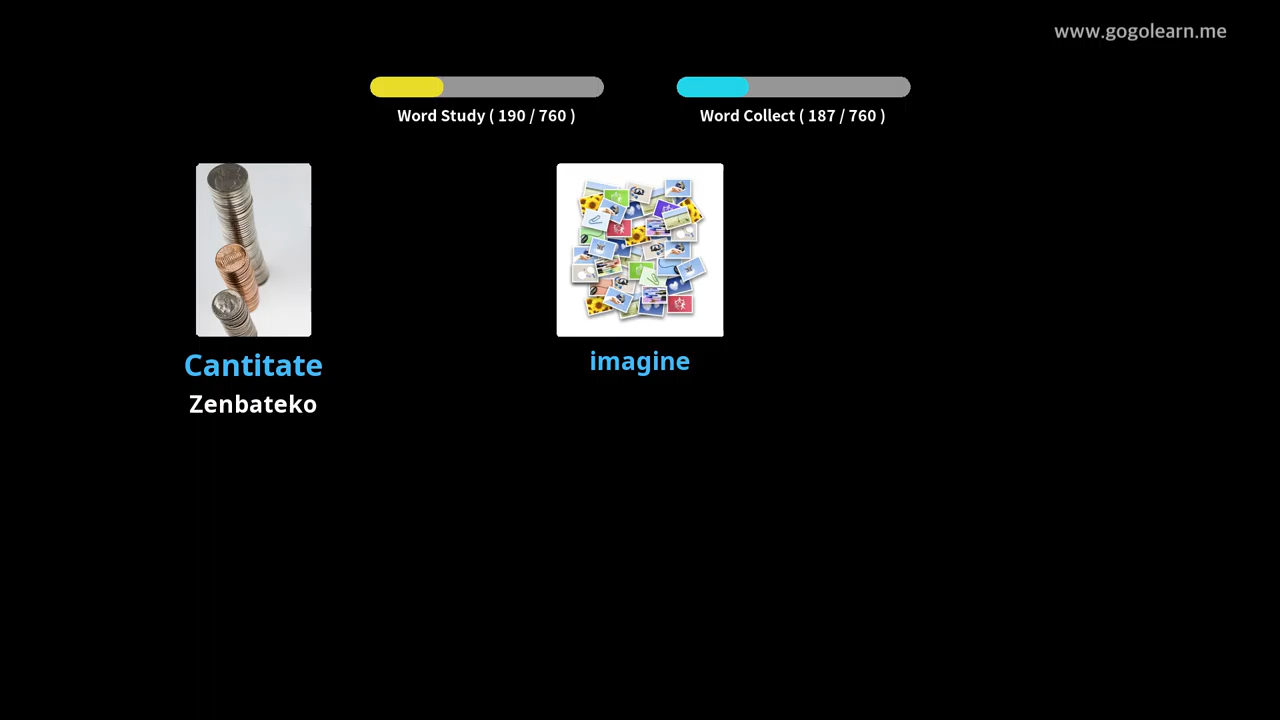 www.gogolearn.me
Word Study ( 190 / 760 )
Word Collect ( 187 / 760 )
Cantitate
Zenbateko
imagine